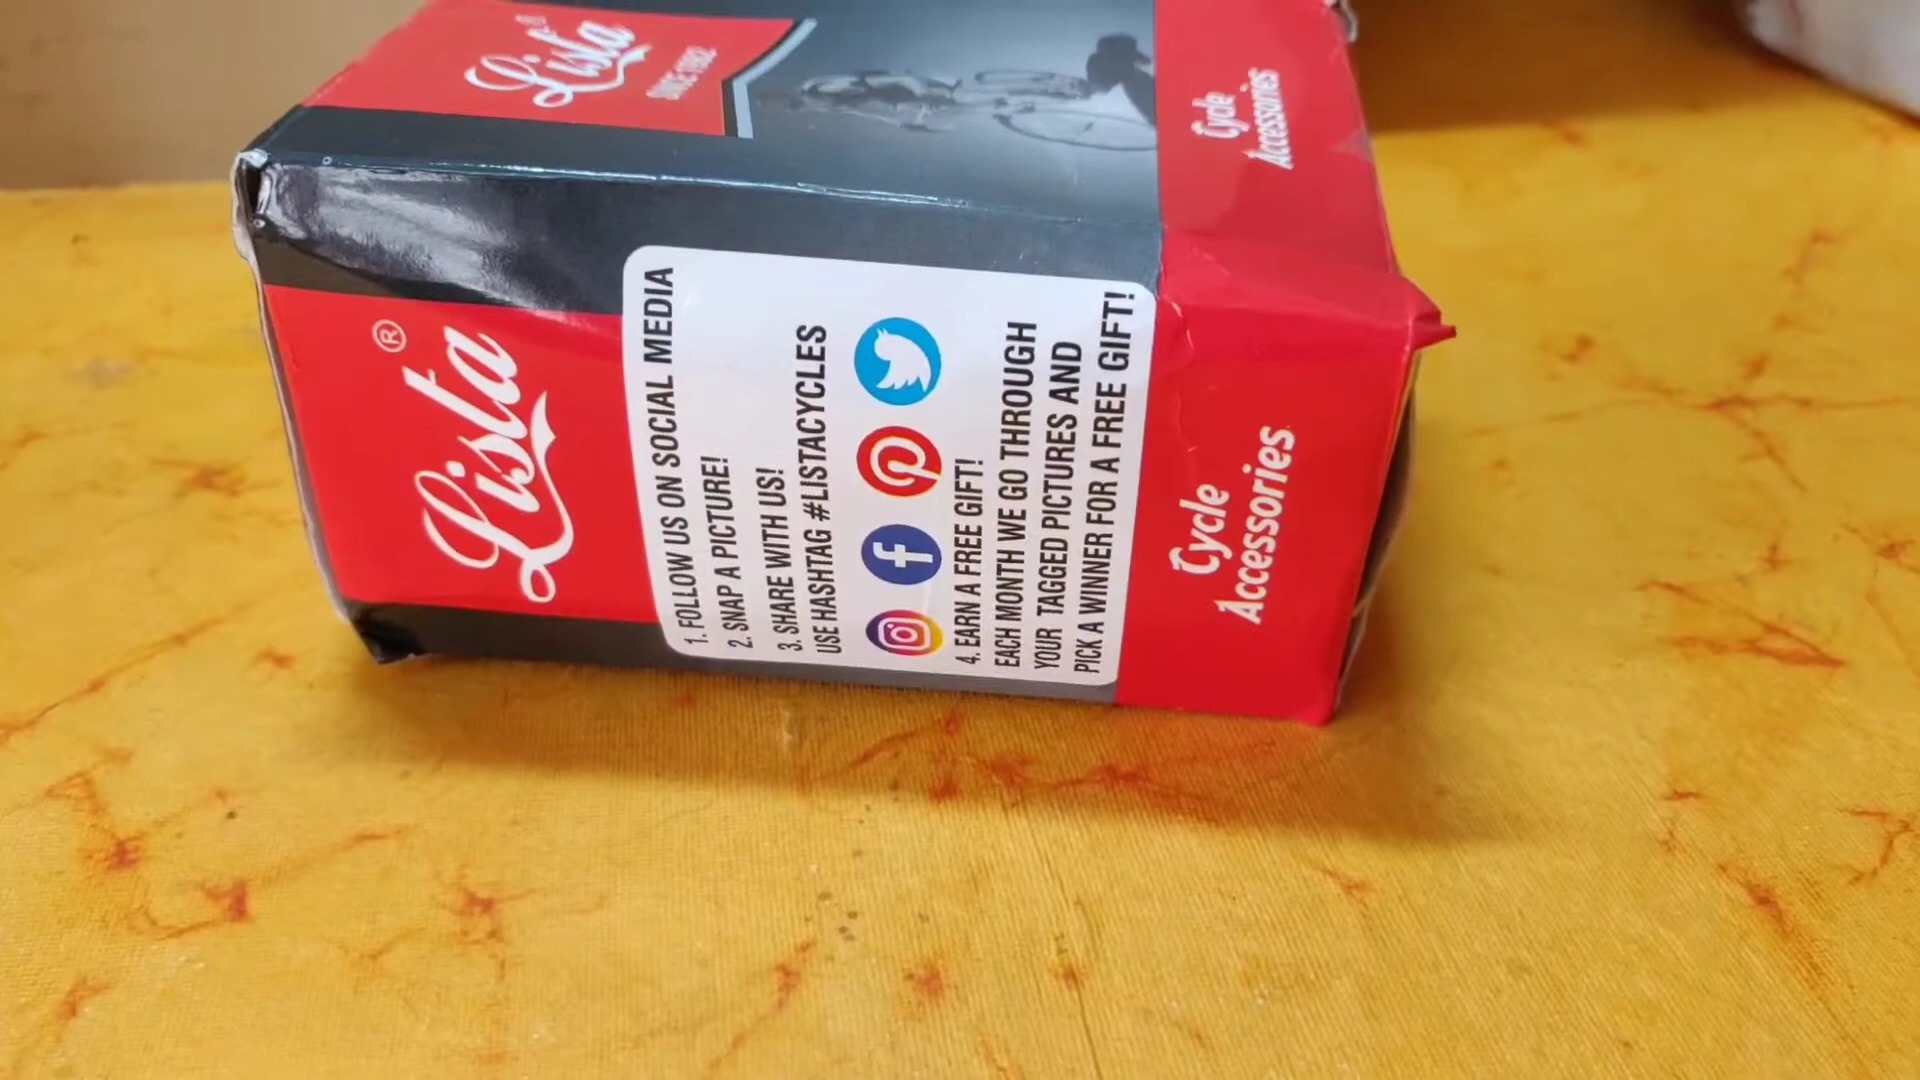 Lista
SINCE-1982
Cycle
Accessories
Lista®
1. FOLLOW US ON SOCIAL MEDIA
2. SNAP A PICTURE!
3. SHARE WITH US!
USE HASHTAG #LISTACYCLES
4. EARN A FREE GIFT!
EACH MONTH WE GO THROUGH
YOUR TAGGED PICTURES AND
PICK A WINNER FOR A FREE GIFT!
Cycle
Accessories